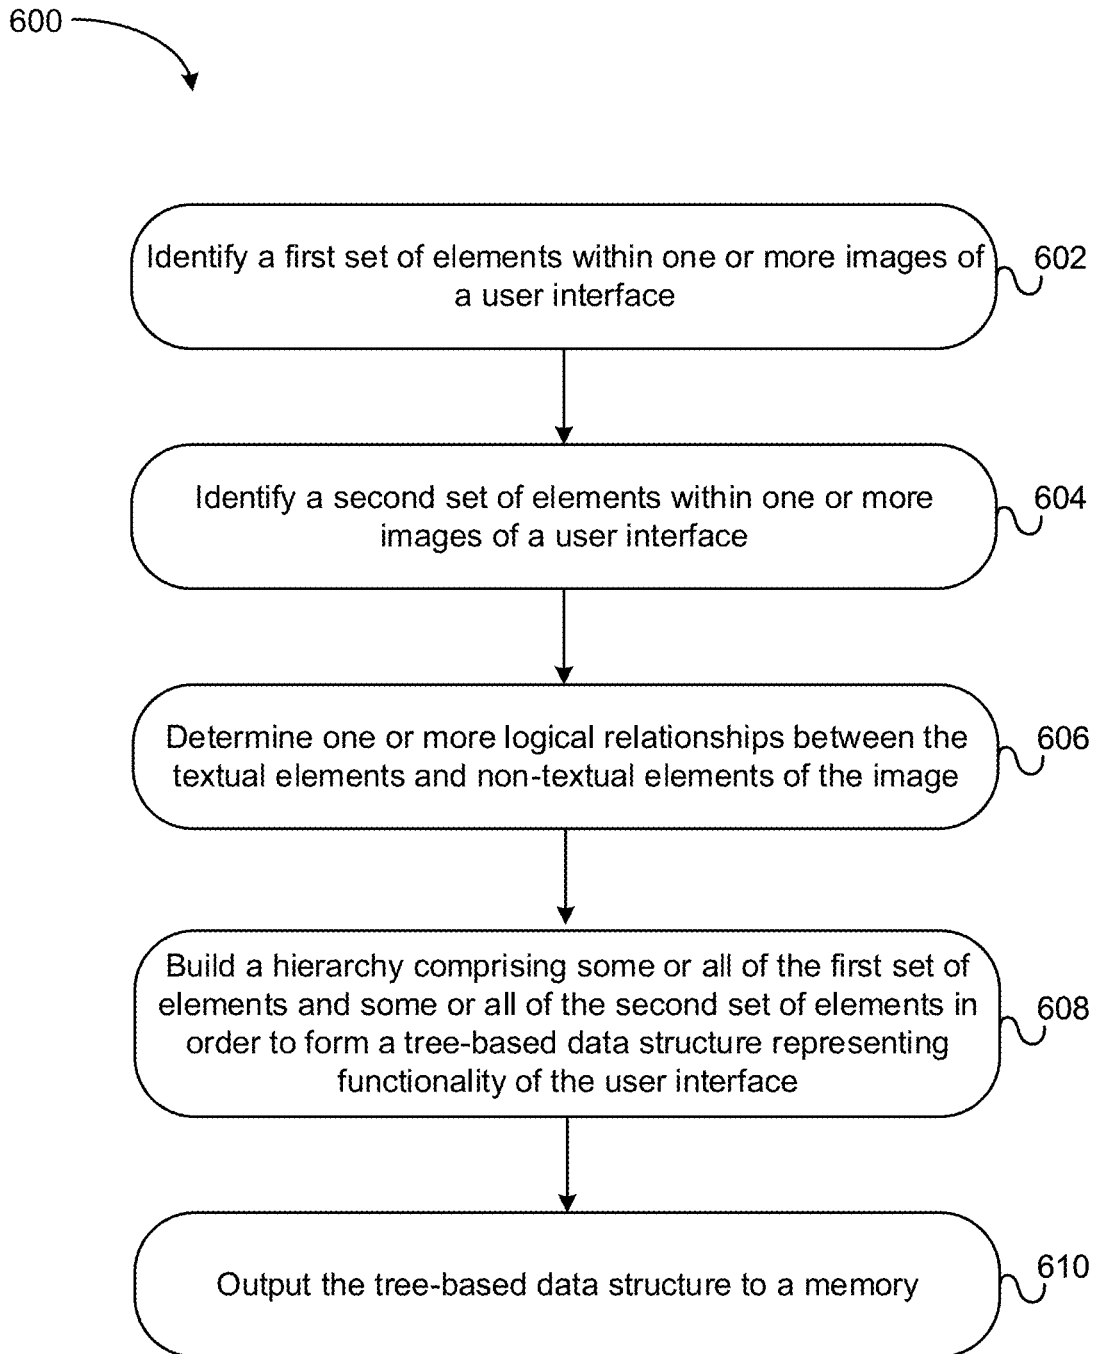 600
Identify a first set of elements within one or more images of
a user interface
602
Identify a second set of elements within one or more
images of a user interface
604
Determine one or more logical relationships between the
textual elements and non-textual elements of the image
606
Build a hierarchy comprising some or all of the first set of
elements and some or all of the second set of elements in
order to form a tree-based data structure representing
functionality of the user interface
608
Output the tree-based data structure to a memory
610